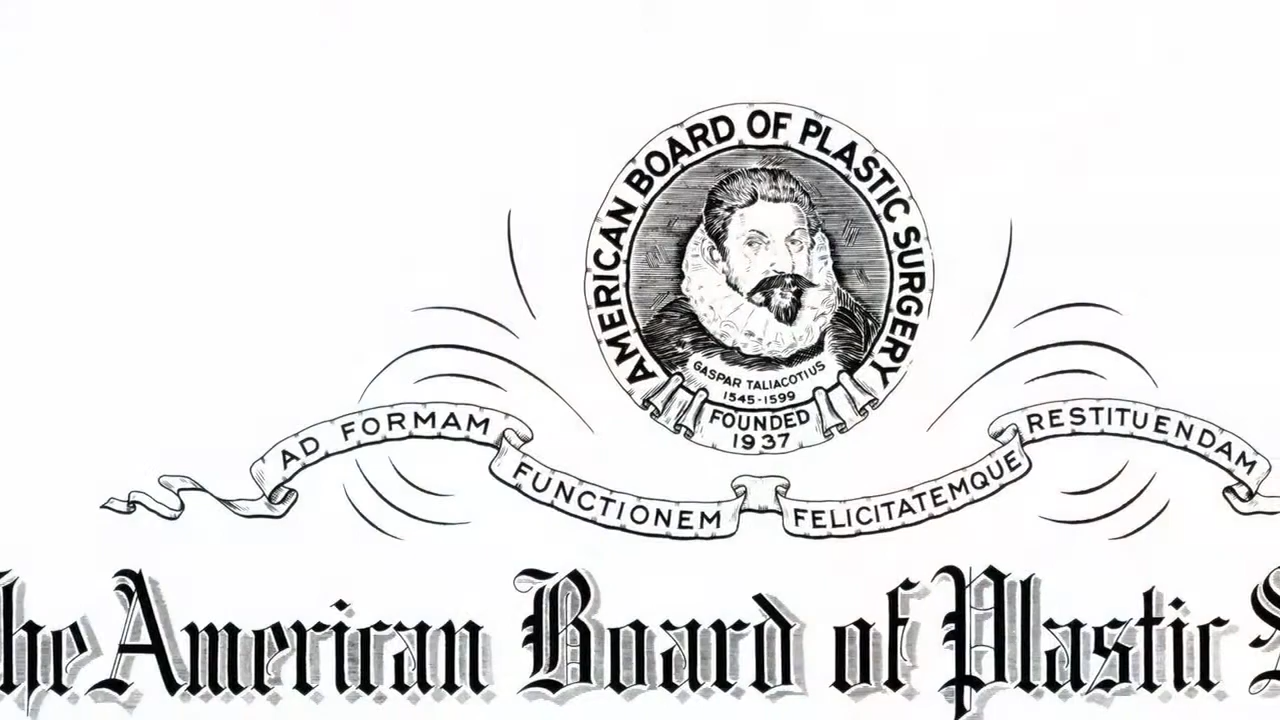 AMERICAN BOARD OF PLASTIC SURGERY
GASPAR TALIACOTIUS
1545-1599
FOUNDED
1937
AD FORMAM FUNCTIONEM FELICITATEMQUE RESTITUENDAM
The American Board of Plastic